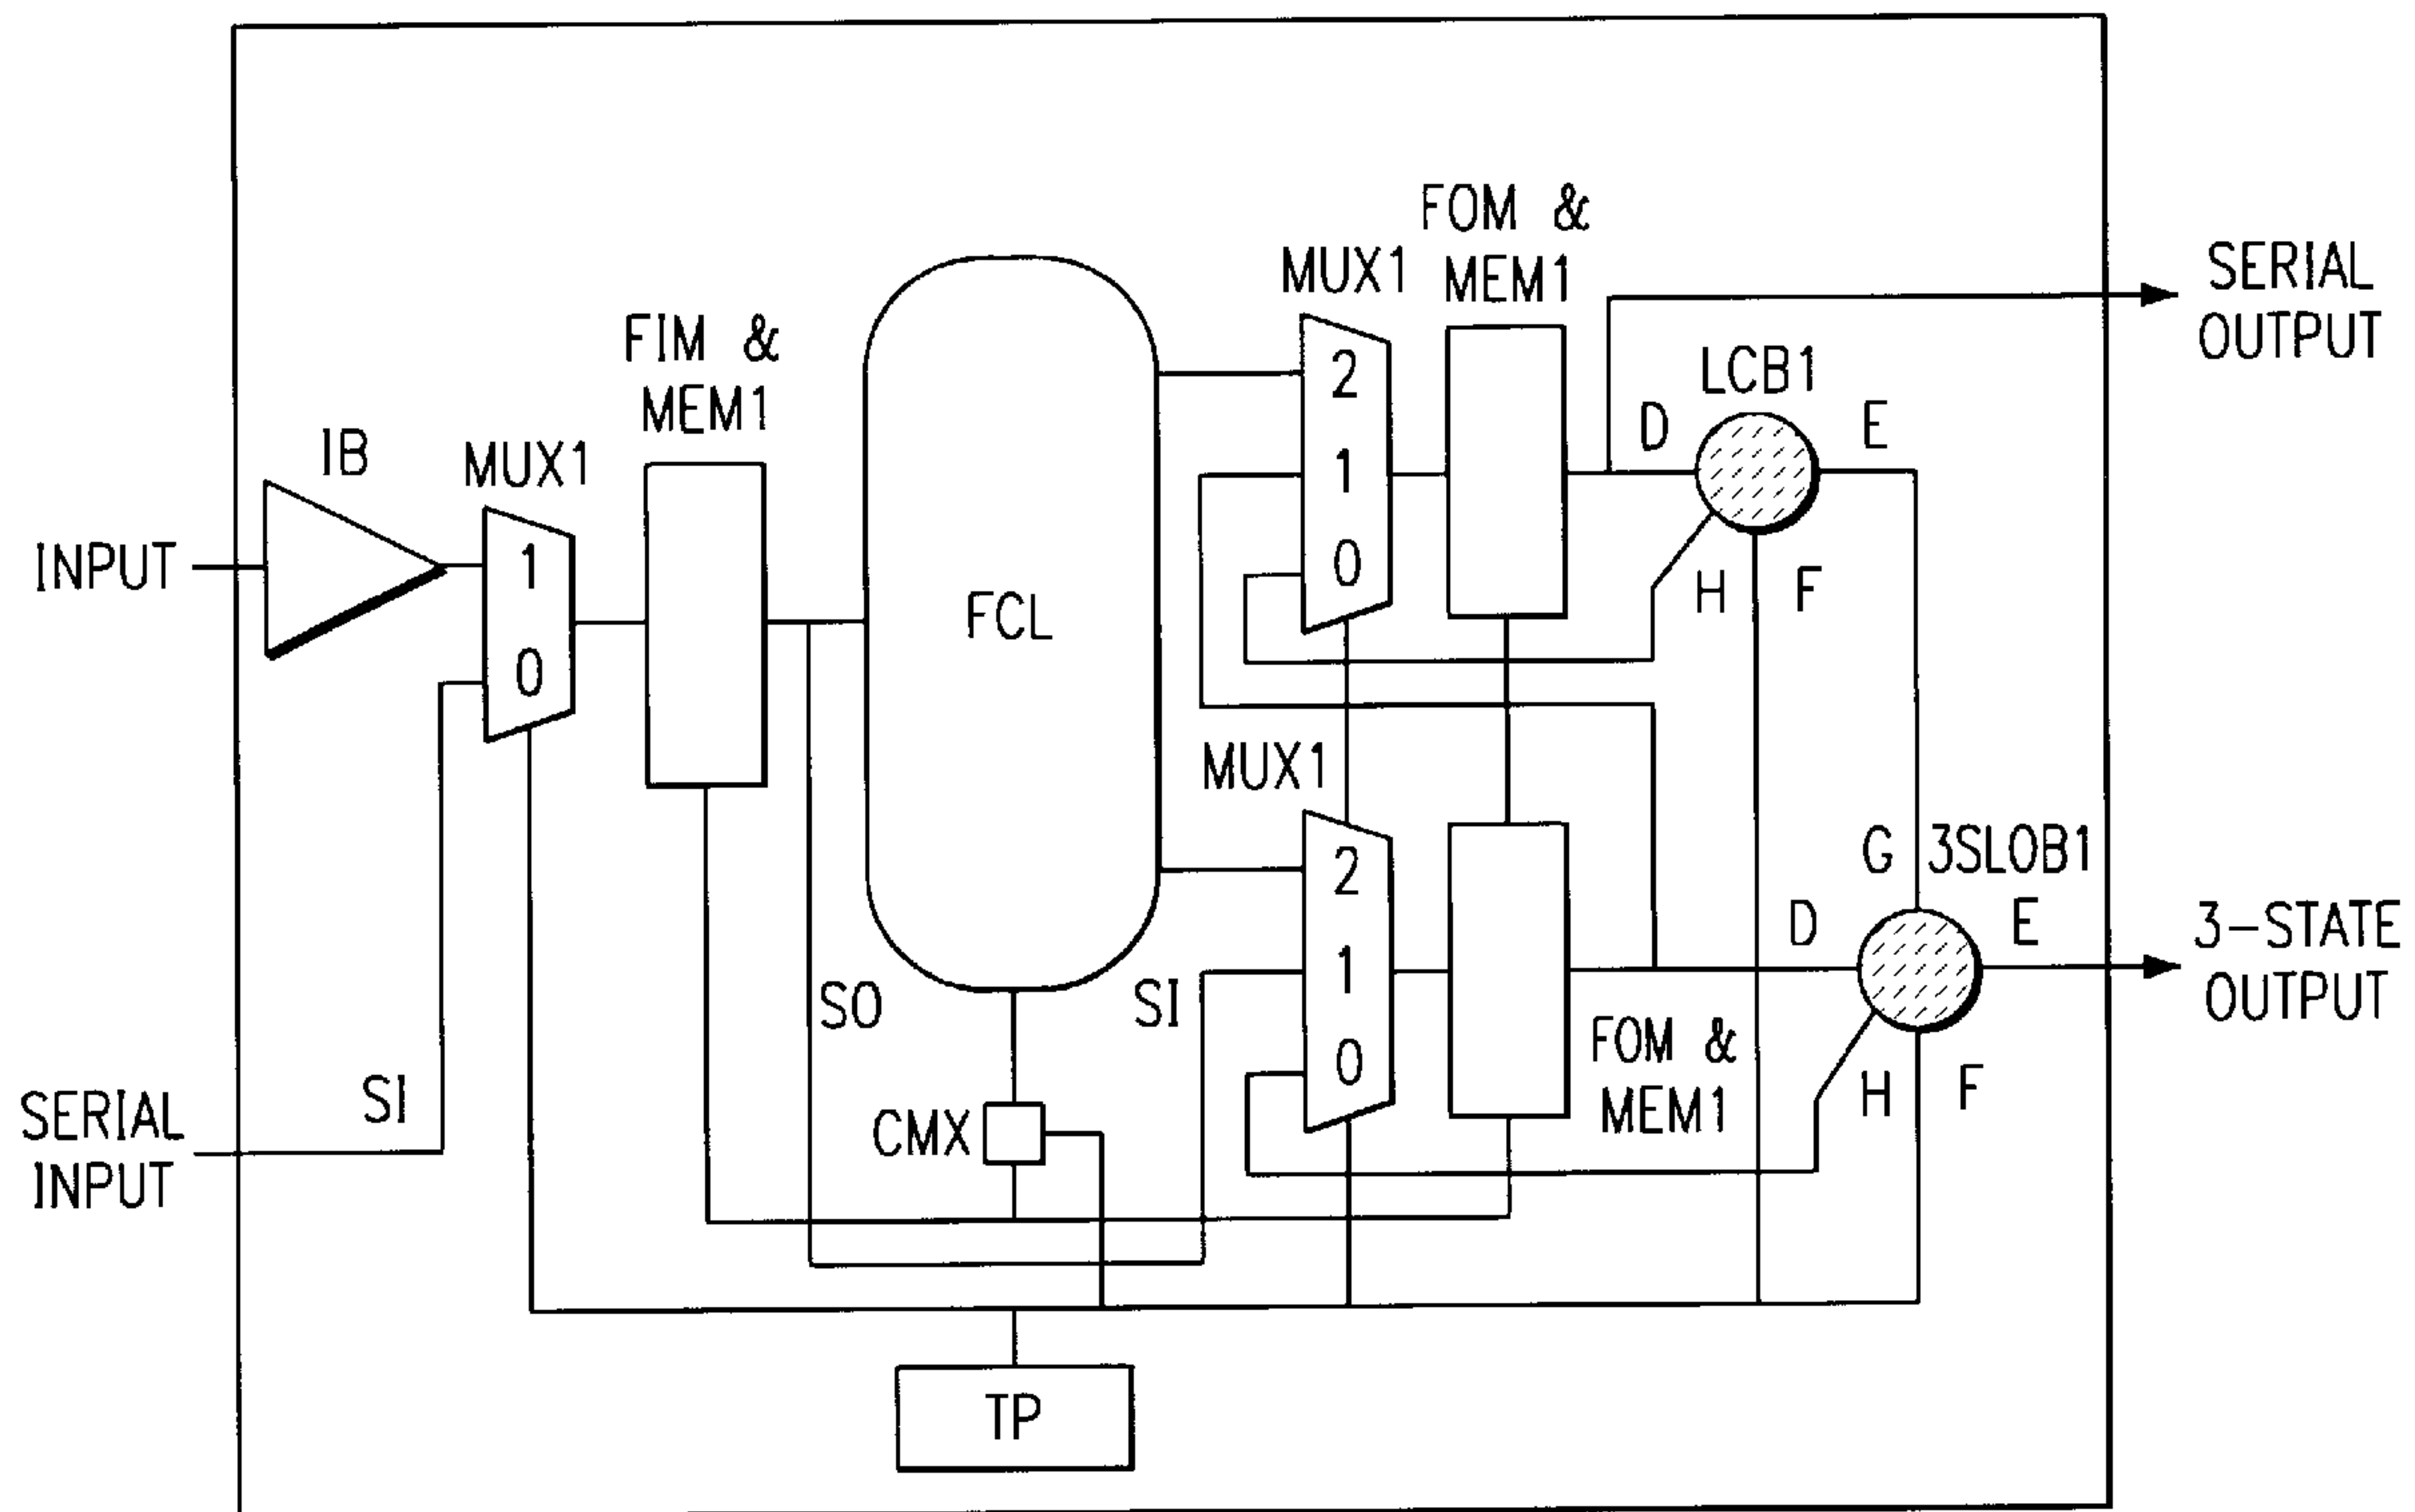 FOM &
MEM1
MUX1
SERIAL
OUTPUT
FIM &
MEM1
2
LCB1
IB
MUX1
D
E
1
INPUT
1
0
H
F
FCL
0
MUX1
G
3SLOB1
2
D
E
3-STATE
OUTPUT
SO
SI
1
FOM &
MEM1
0
H
F
SI
SERIAL
INPUT
CMX
TP